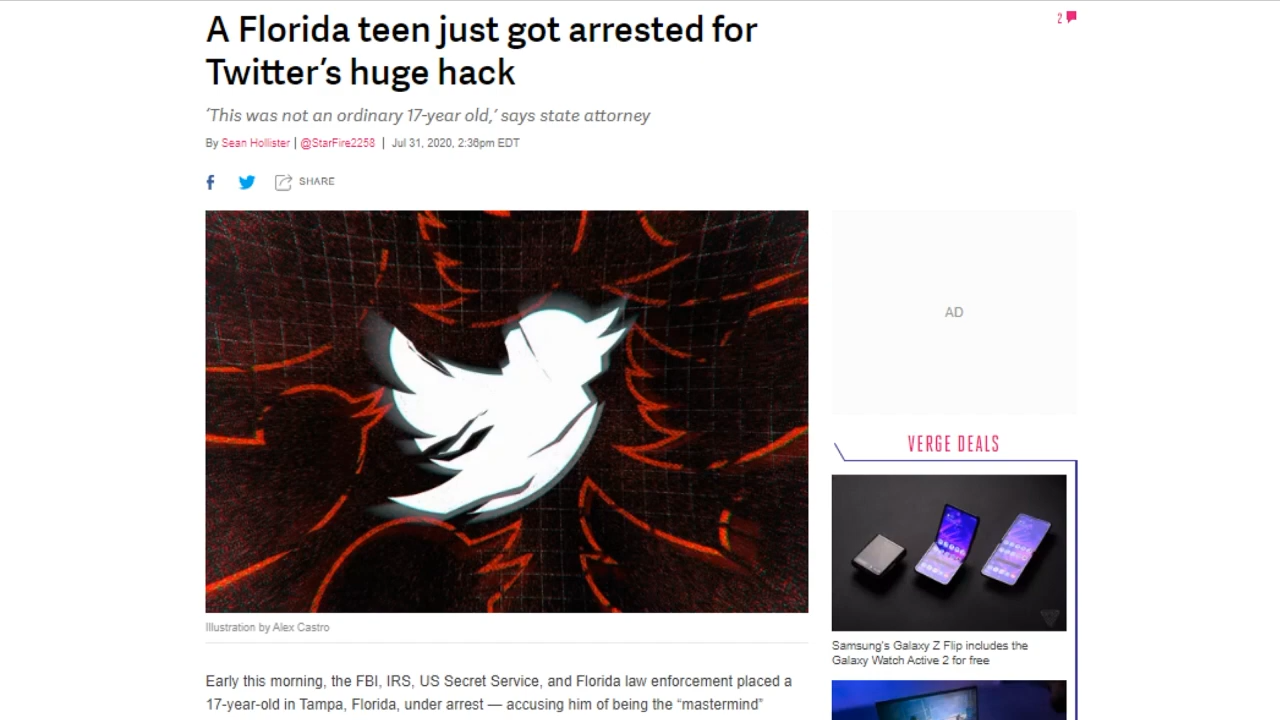 A Florida teen just got arrested for
Twitter’s huge hack
2
‘This was not an ordinary 17-year old,’ says state attorney
By Sean Hollister | @StarFire2258 | Jul 31, 2020, 2:36pm EDT
SHARE
AD
VERGE DEALS
Samsung's Galaxy Z Flip includes the
Galaxy Watch Active 2 for free
Illustration by Alex Castro
Early this morning, the FBI, IRS, US Secret Service, and Florida law enforcement placed a
17-year-old in Tampa, Florida, under arrest — accusing him of being the “mastermind”